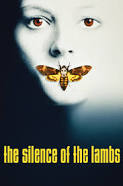 the silence of the lambs